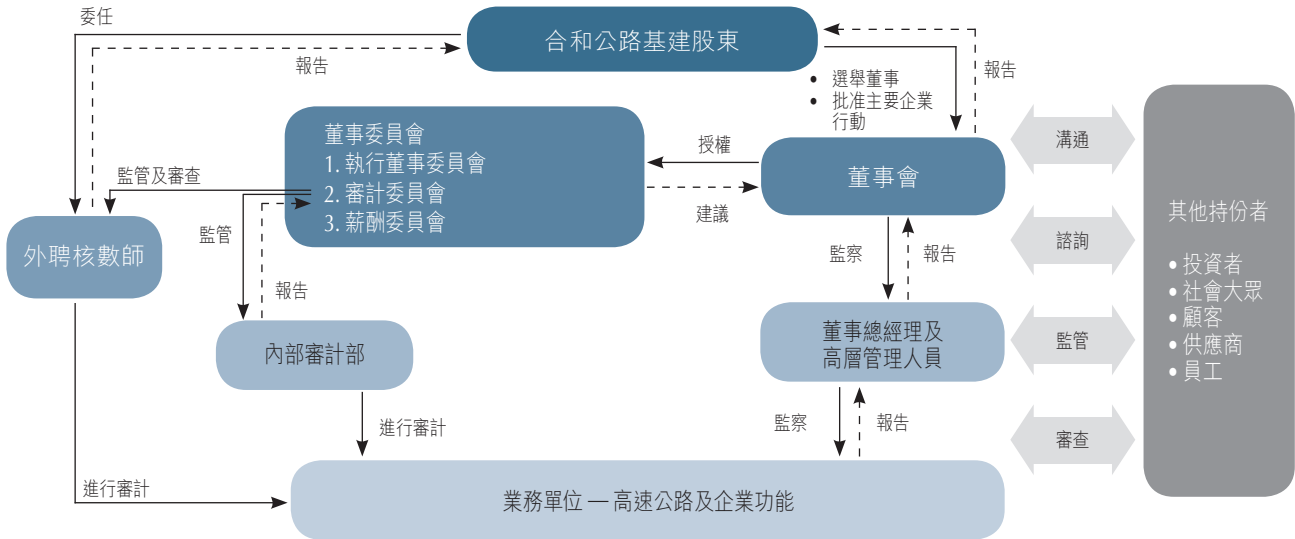 委任
合和公路基建股東
報告
報告
• 選舉董事
• 批准主要企業
行動
董事委員會
1. 執行董事委員會
2. 審計委員會
3. 薪酬委員會
授權
建議
董事會
溝通
監管及審查
監管
外聘核數師
報告
監察
報告
諮詢
其他持份者
• 投資者
• 社會大眾
• 顧客
• 供應商
• 員工
內部審計部
董事總經理及
高層管理人員
監管
進行審計
監察
報告
審查
進行審計
業務單位 — 高速公路及企業功能